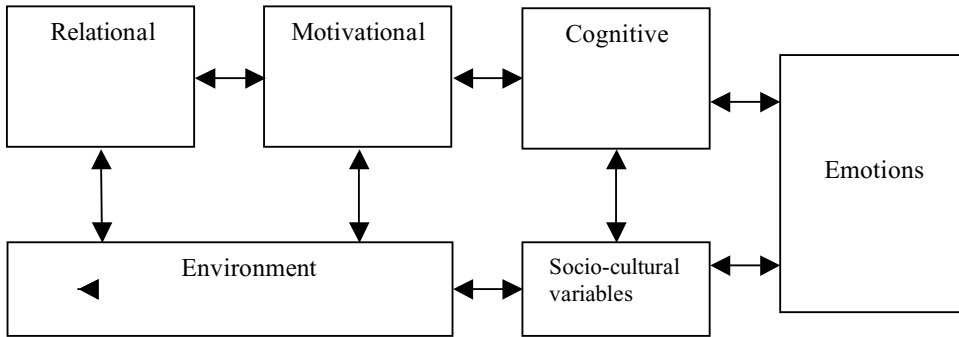 Relational
Motivational
Cognitive
Emotions
Environment
Socio-cultural
variables